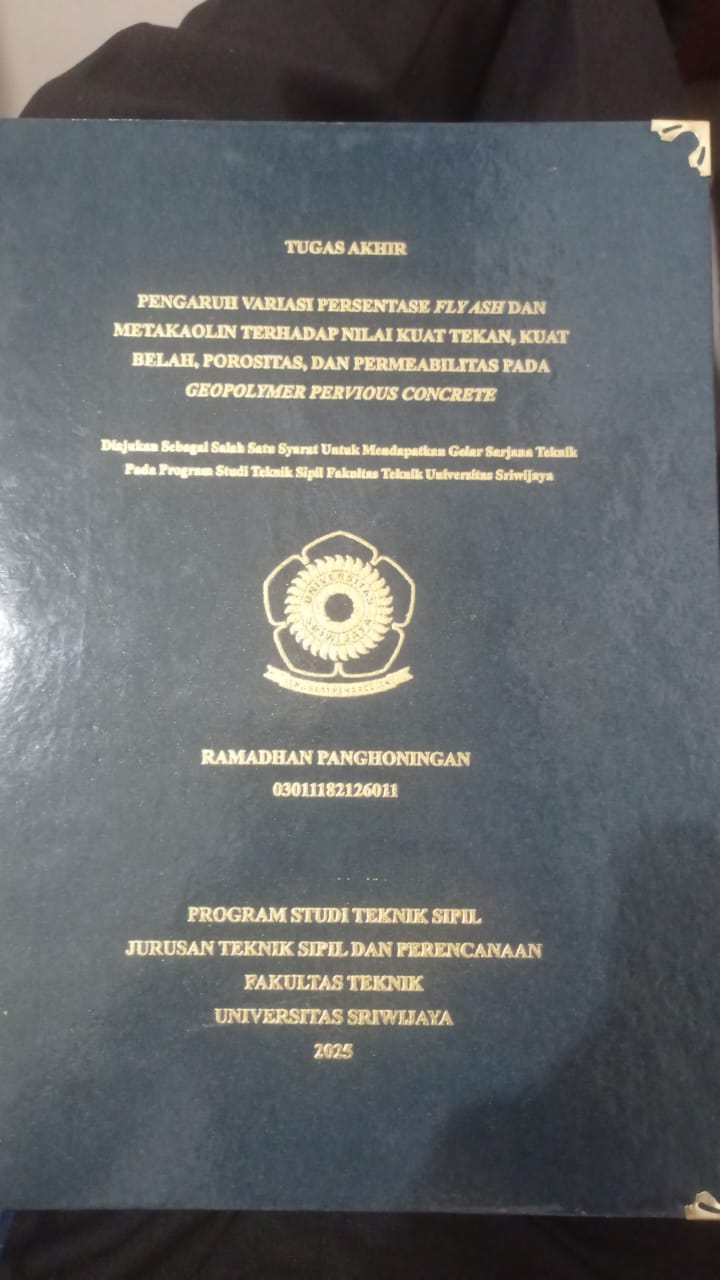 TUGAS AKHIR
PENGARUH VARIASI PERSENTASE FLY ASH DAN
METAKAOLIN TERHADAP NILAI KUAT TEKAN, KUAT
BELAH, POROSITAS, DAN PERMEABILITAS PADA
GEOPOLYMER PERVIOUS CONCRETE
Diajukan Sebagai Salah Satu Syarat Untuk Mendapatkan Gelar Sarjana Teknik
Pada Program Studi Teknik Sipil Fakultas Teknik Universitas Sriwijaya
UNIVERSITAS
SRIWIJAYA
RAMADHAN PANGHONINGAN
03011182126011
PROGRAM STUDI TEKNIK SIPIL
JURUSAN TEKNIK SIPIL DAN PERENCANAAN
FAKULTAS TEKNIK
UNIVERSITAS SRIWIJAYA
2025